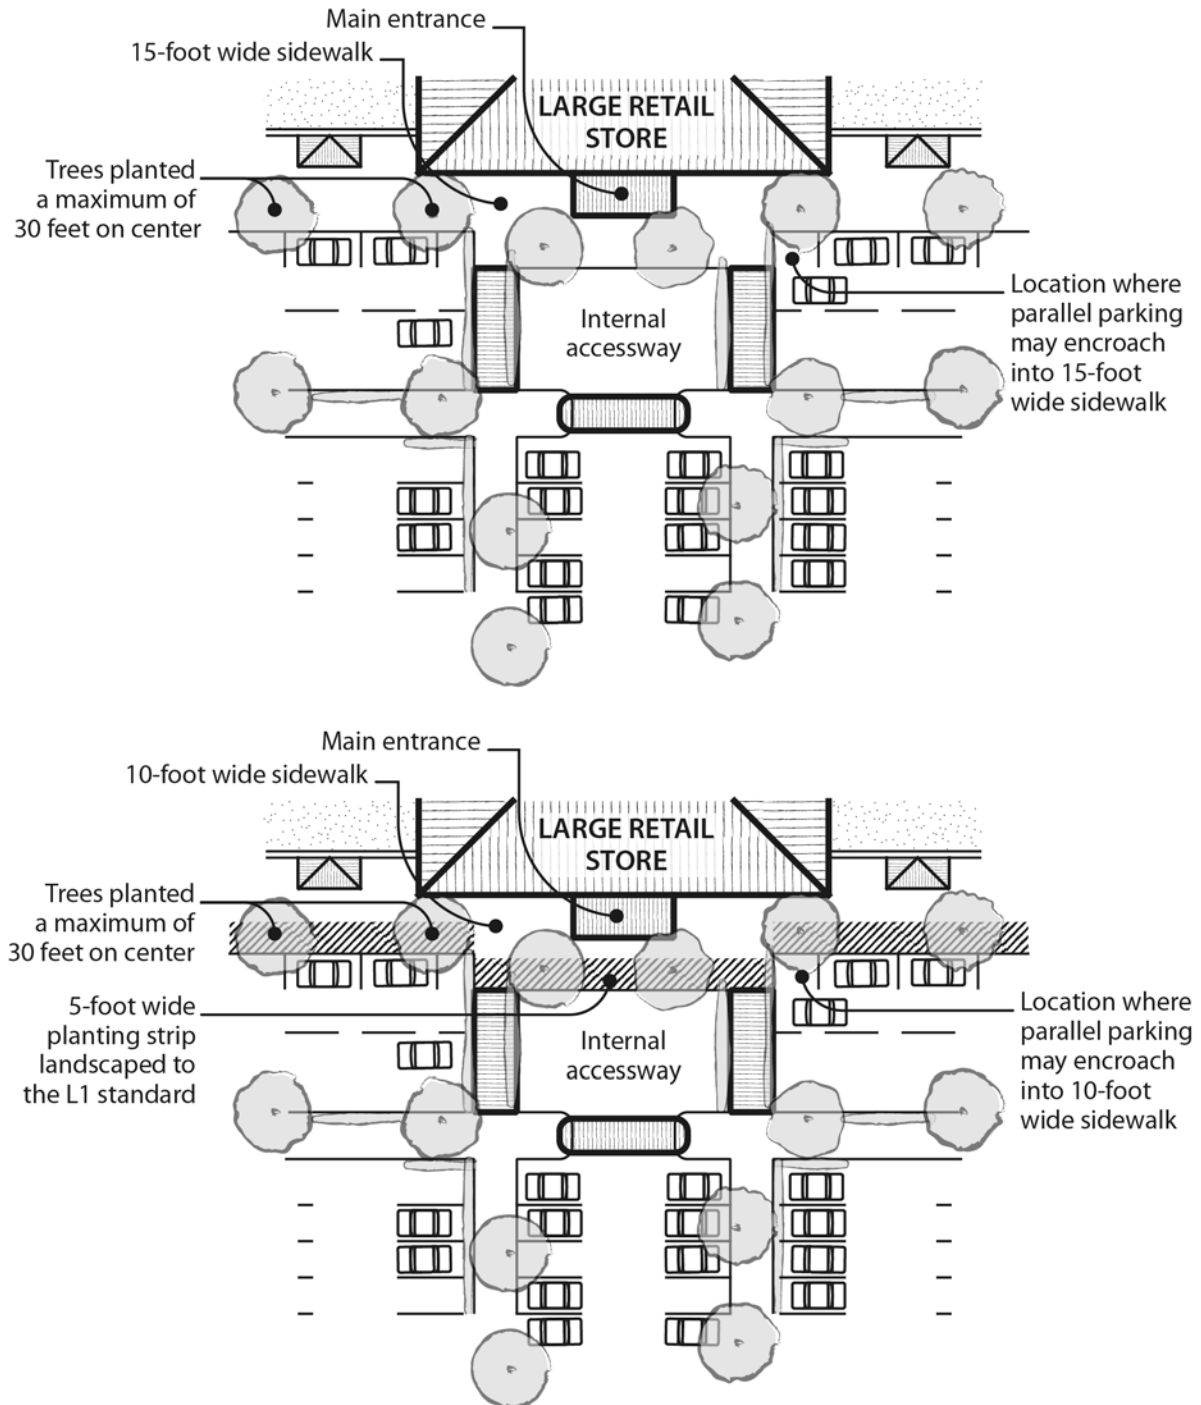 Main entrance
15-foot wide sidewalk
LARGE RETAIL
STORE
Trees planted
a maximum of
30 feet on center
Internal
accessway
Location where
parallel parking
may encroach
into 15-foot
wide sidewalk
Main entrance
10-foot wide sidewalk
LARGE RETAIL
STORE
Trees planted
a maximum of
30 feet on center
5-foot wide
planting strip
landscaped to
the L1 standard
Internal
accessway
Location where
parallel parking
may encroach
into 10-foot
wide sidewalk